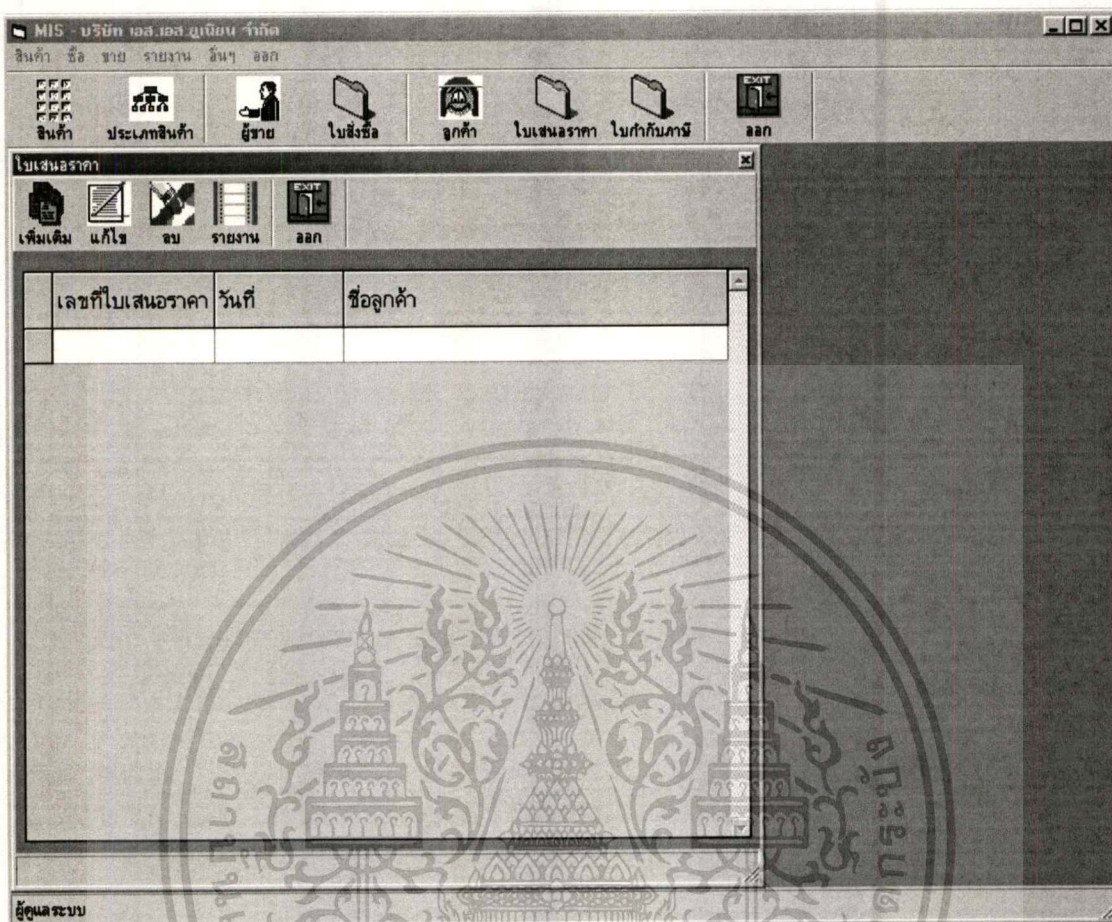 MIS - บริษัท เอส.เอส.ยูเนียน จำกัด
สินค้า ซื้อ ขาย รายงาน อื่นๆ ออก
EXIT
สินค้า ประเภทสินค้า ผู้ขาย ใบสั่งซื้อ ลูกค้า ใบเสนอราคา ใบกำกับภาษี ออก
ใบเสนอราคา
EXIT
เพิ่มเติม แก้ไข ลบ รายงาน ออก
เลขที่ใบเสนอราคา วันที่ ชื่อลูกค้า
ผู้ดูแลระบบ